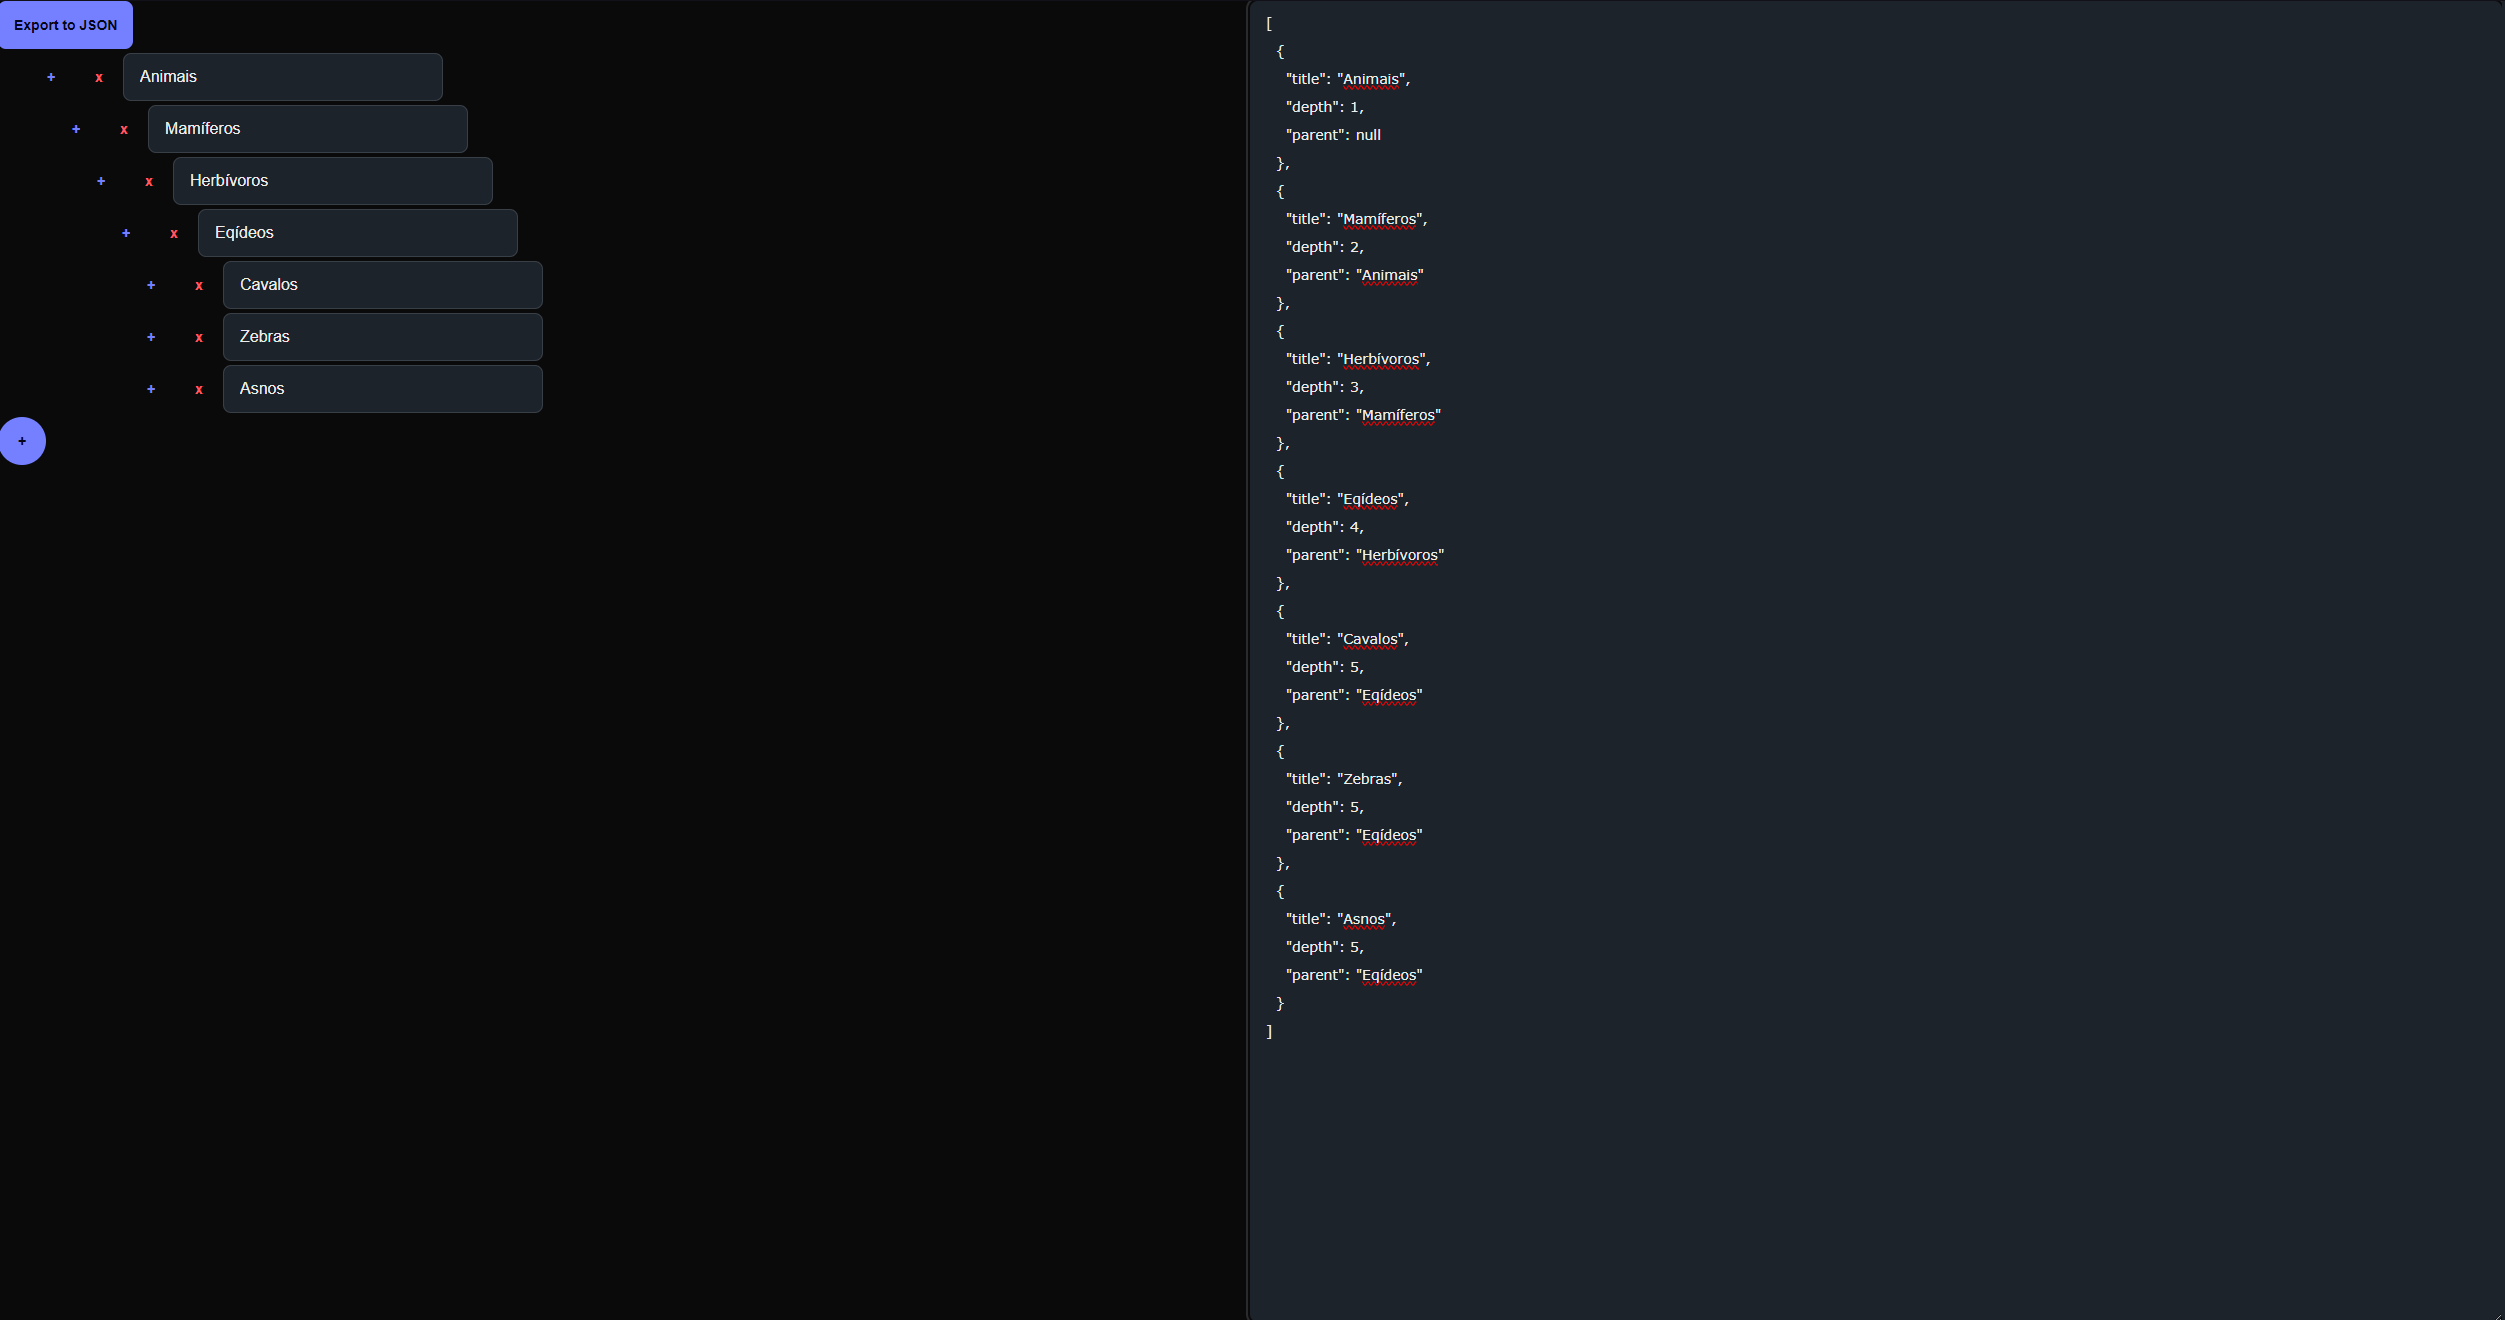 Export to JSON
+ x Animais
+ x Mamíferos
+ x Herbívoros
+ x Eqídeos
+ x Cavalos
+ x Zebras
+ x Asnos
+
[
{
"title": "Animais",
"depth": 1,
"parent": null
},
{
"title": "Mamíferos",
"depth": 2,
"parent": "Animais"
},
{
"title": "Herbívoros",
"depth": 3,
"parent": "Mamíferos"
},
{
"title": "Eqídeos",
"depth": 4,
"parent": "Herbívoros"
},
{
"title": "Cavalos",
"depth": 5,
"parent": "Eqídeos"
},
{
"title": "Zebras",
"depth": 5,
"parent": "Eqídeos"
},
{
"title": "Asnos",
"depth": 5,
"parent": "Eqídeos"
}
]